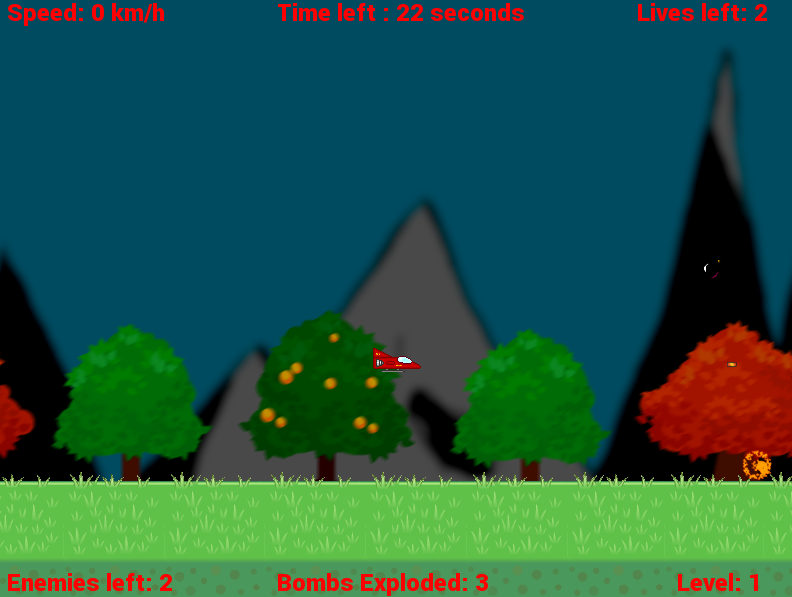 Speed: 0 km/h
Time left : 22 seconds
Lives left: 2
Enemies left: 2
Bombs Exploded: 3
Level: 1